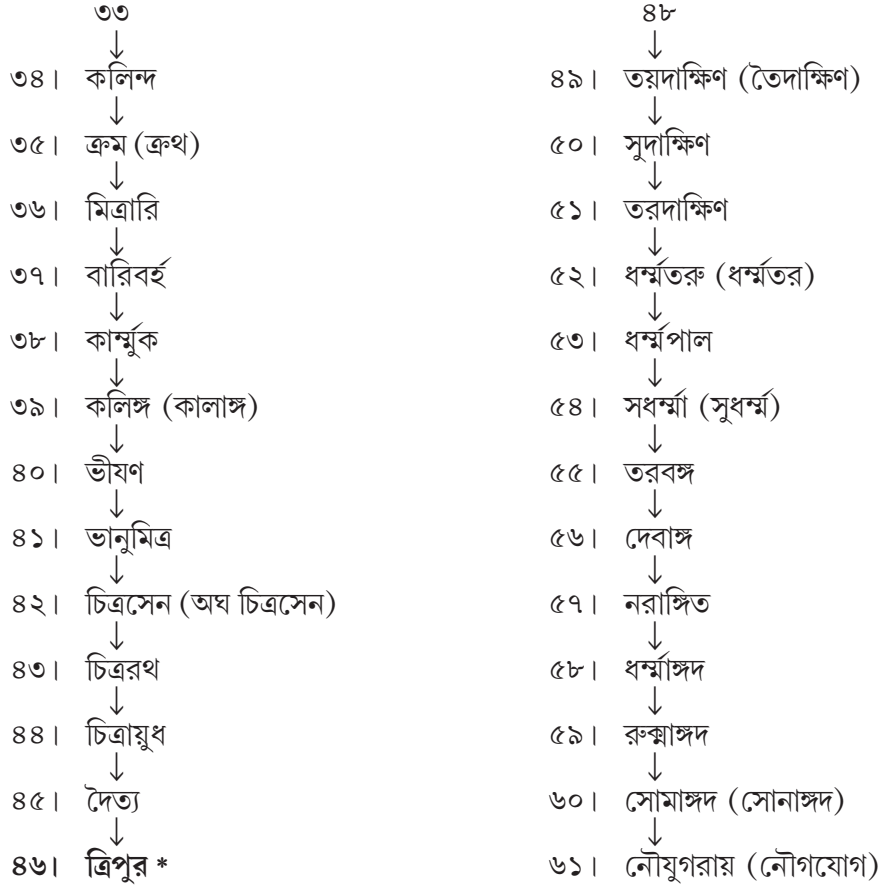 ৩৩
↓
৩৪। কলিন্দ
↓
৩৫। ক্রম (ক্রথ)
↓
৩৬। মিত্রারি
↓
৩৭। বারিবর্হ
↓
৩৮। কার্ম্মুক
↓
৩৯। কলিঙ্গ (কালাঙ্গ)
↓
৪০। ভীযণ
↓
৪১। ভানুমিত্র
↓
৪২। চিত্রসেন (অঘ চিত্রসেন)
↓
৪৩। চিত্ররথ
↓
৪৪। চিত্রায়ুধ
↓
৪৫। দৈত্য
↓
৪৬। ত্রিপুর *
৪৮
↓
৪৯। তয়দাক্ষিণ (তৈদাক্ষিণ)
↓
৫০। সুদাক্ষিণ
↓
৫১। তরদাক্ষিণ
↓
৫২। ধর্ম্মতরু (ধর্ম্মতর)
↓
৫৩। ধর্ম্মপাল
↓
৫৪। সধর্ম্মা (সুধর্ম্ম)
↓
৫৫। তরবঙ্গ
↓
৫৬। দেবাঙ্গ
↓
৫৭। নরাঙ্গিত
↓
৫৮। ধর্ম্মাঙ্গদ
↓
৫৯। রুক্মাঙ্গদ
↓
৬০। সোমাঙ্গদ (সোনাঙ্গদ)
↓
৬১। নৌযুগরায় (নৌগযোগ)